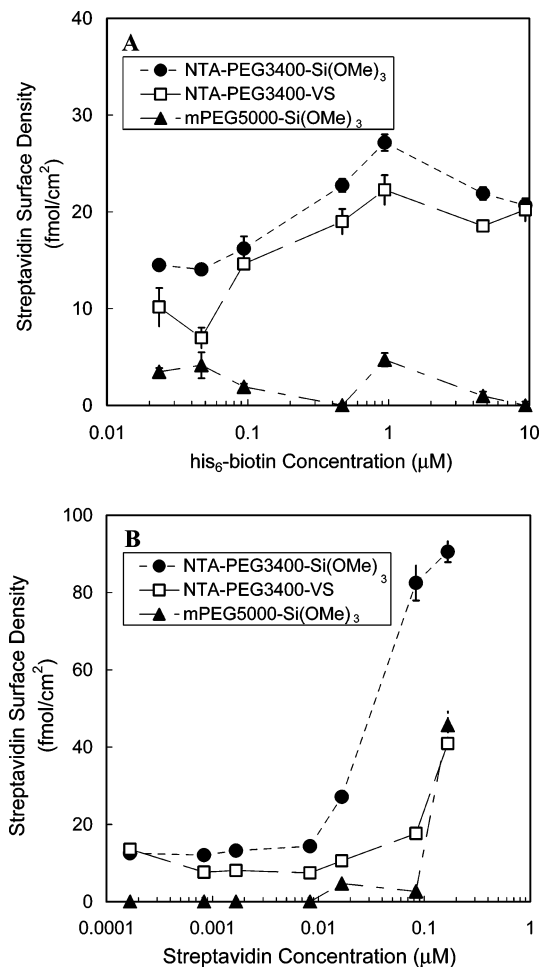 A
NTA-PEG3400-Si(OMe)3
NTA-PEG3400-VS
mPEG5000-Si(OMe)3
40
30
20
10
0
Streptavidin Surface Density
(fmol/cm²)
0.01 0.1 1 10
his6-biotin Concentration (µM)
B
NTA-PEG3400-Si(OMe)3
NTA-PEG3400-VS
mPEG5000-Si(OMe)3
100
80
60
40
20
0
Streptavidin Surface Density
(fmol/cm²)
0.0001 0.001 0.01 0.1 1
Streptavidin Concentration (µM)